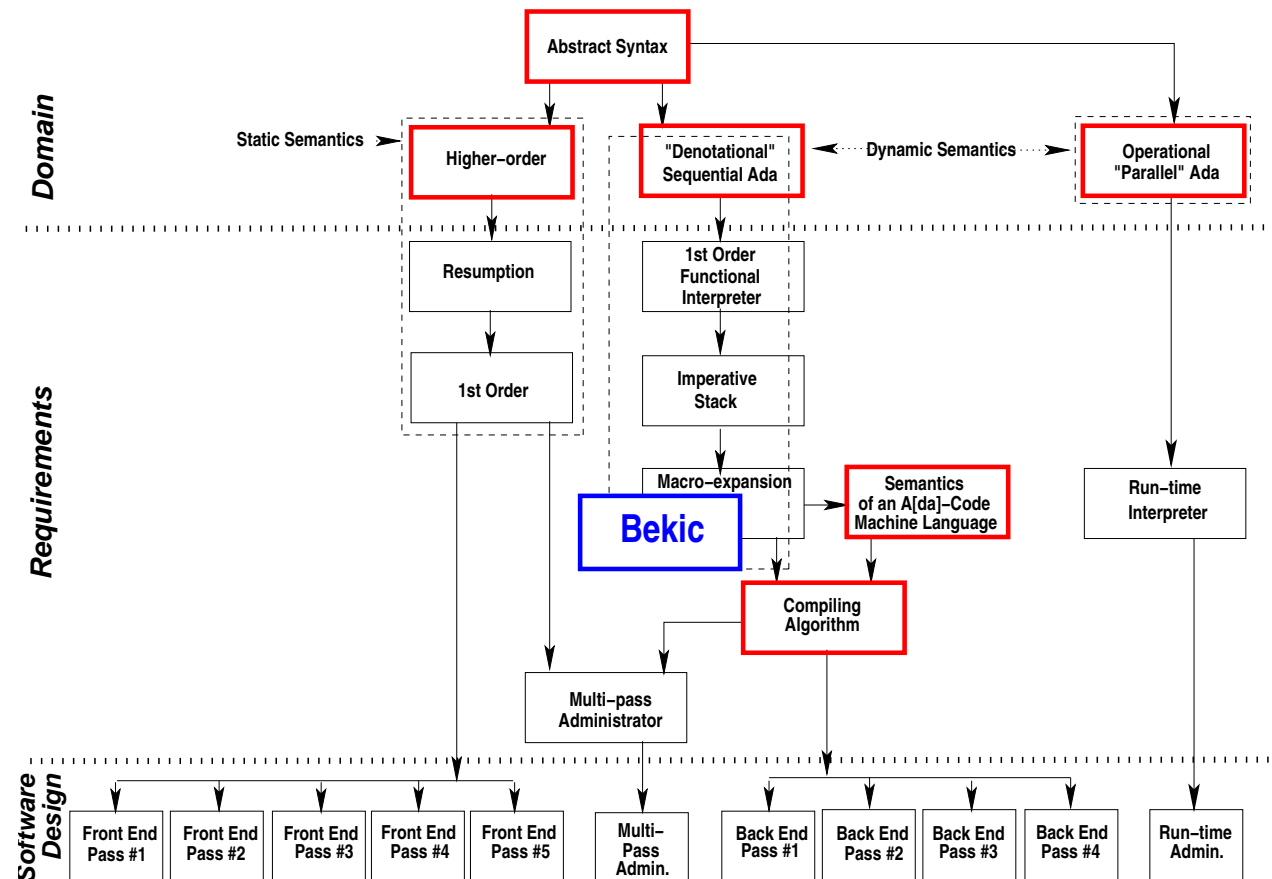 Abstract Syntax
Domain
Static Semantics
Higher–order
"Denotational"
Sequential Ada
Dynamic Semantics
Operational
"Parallel" Ada
Requirements
Resumption
1st Order
Functional
Interpreter
1st Order
Imperative
Stack
Macro–expansion
Bekic
Semantics
of an A[da]–Code
Machine Language
Run–time
Interpreter
Compiling
Algorithm
Multi–pass
Administrator
Software
Design
Front End
Pass #1
Front End
Pass #2
Front End
Pass #3
Front End
Pass #4
Front End
Pass #5
Multi–
Pass
Admin.
Back End
Pass #1
Back End
Pass #2
Back End
Pass #3
Back End
Pass #4
Run–time
Admin.